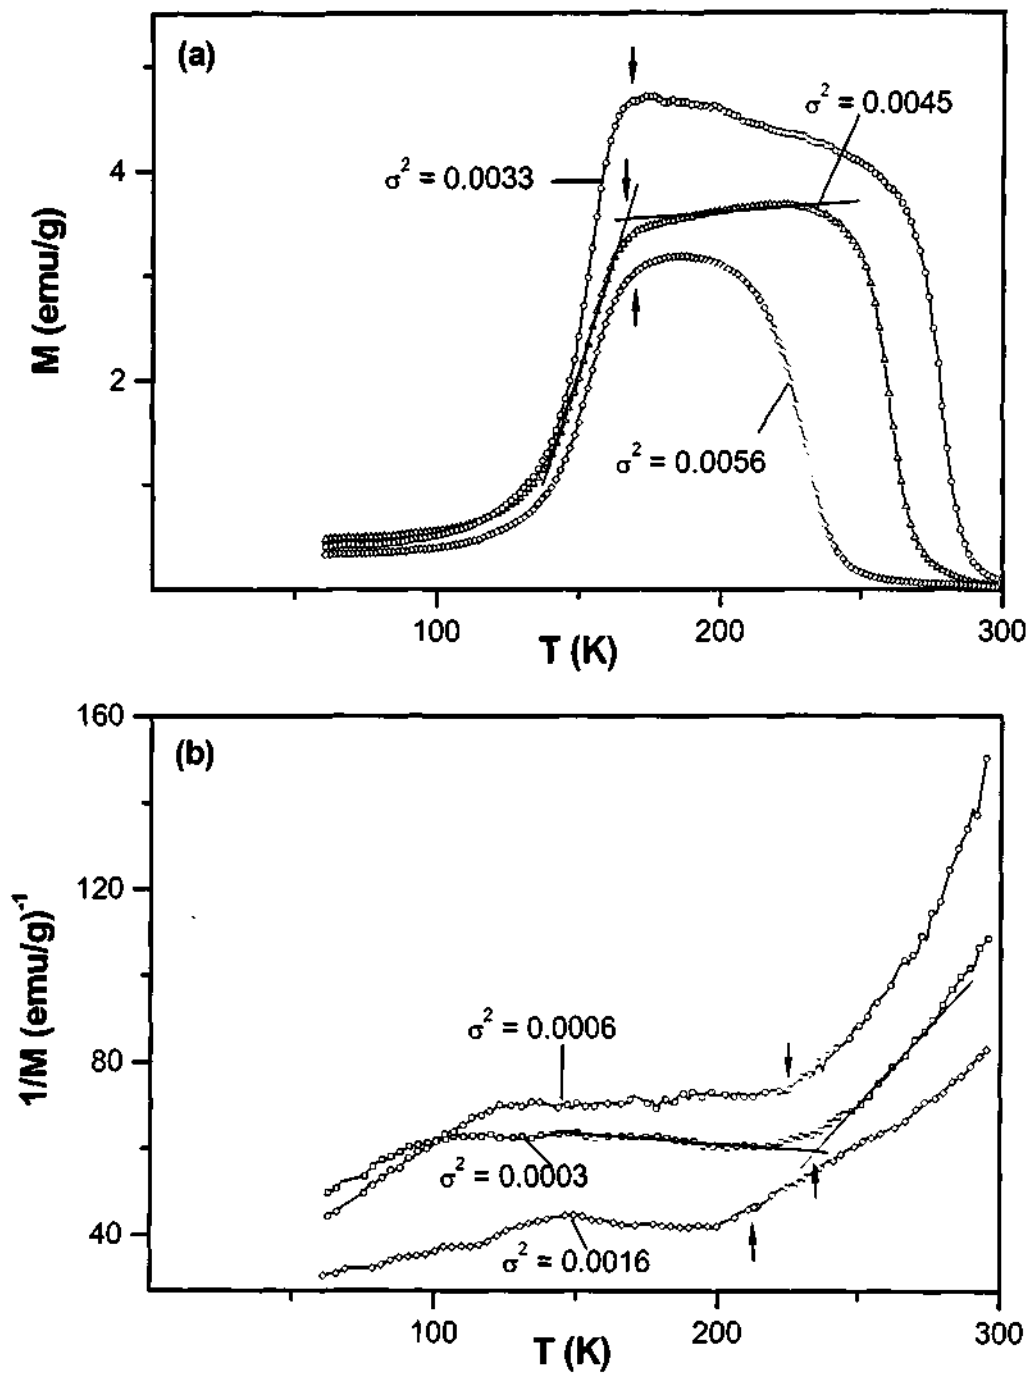 (a)
σ² = 0.0045
σ² = 0.0033
4
M (emu/g)
2
σ² = 0.0056
100
200
300
T (K)
160
(b)
120
1/M (emu/g)⁻¹
σ² = 0.0006
80
σ² = 0.0003
40
σ² = 0.0016
100
200
300
T (K)